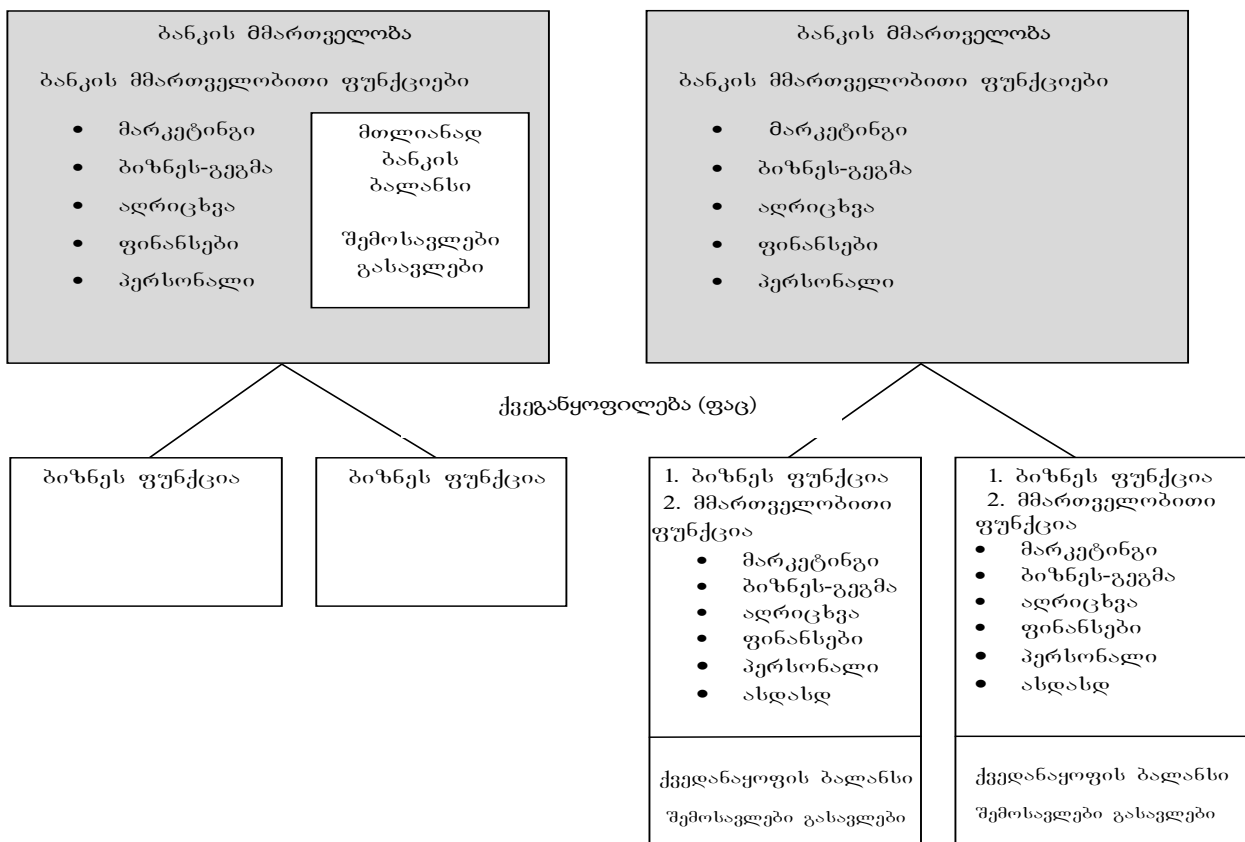 ბანკის მმართველობა
ბანკის მმართველობითი ფუნქციები
• მარკეტინგი
• ბიზნეს-გეგმა
• აღრიცხვა
• ფინანსები
• პერსონალი
მთლიანად
ბანკის
ბალანსი
შემოსავლები
გასავლები
ბანკის მმართველობა
ბანკის მმართველობითი ფუნქციები
• მარკეტინგი
• ბიზნეს-გეგმა
• აღრიცხვა
• ფინანსები
• პერსონალი
ქვეგანყოფილება (ფაც)
ბიზნეს ფუნქცია
ბიზნეს ფუნქცია
1. ბიზნეს ფუნქცია
2. მმართველობითი
ფუნქცია
• მარკეტინგი
• ბიზნეს-გეგმა
• აღრიცხვა
• ფინანსები
• პერსონალი
• ასდასდ
ქვედანაყოფის ბალანსი
შემოსავლები გასავლები
1. ბიზნეს ფუნქცია
2. მმართველობითი
ფუნქცია
• მარკეტინგი
• ბიზნეს-გეგმა
• აღრიცხვა
• ფინანსები
• პერსონალი
• ასდასდ
ქვედანაყოფის ბალანსი
შემოსავლები გასავლები